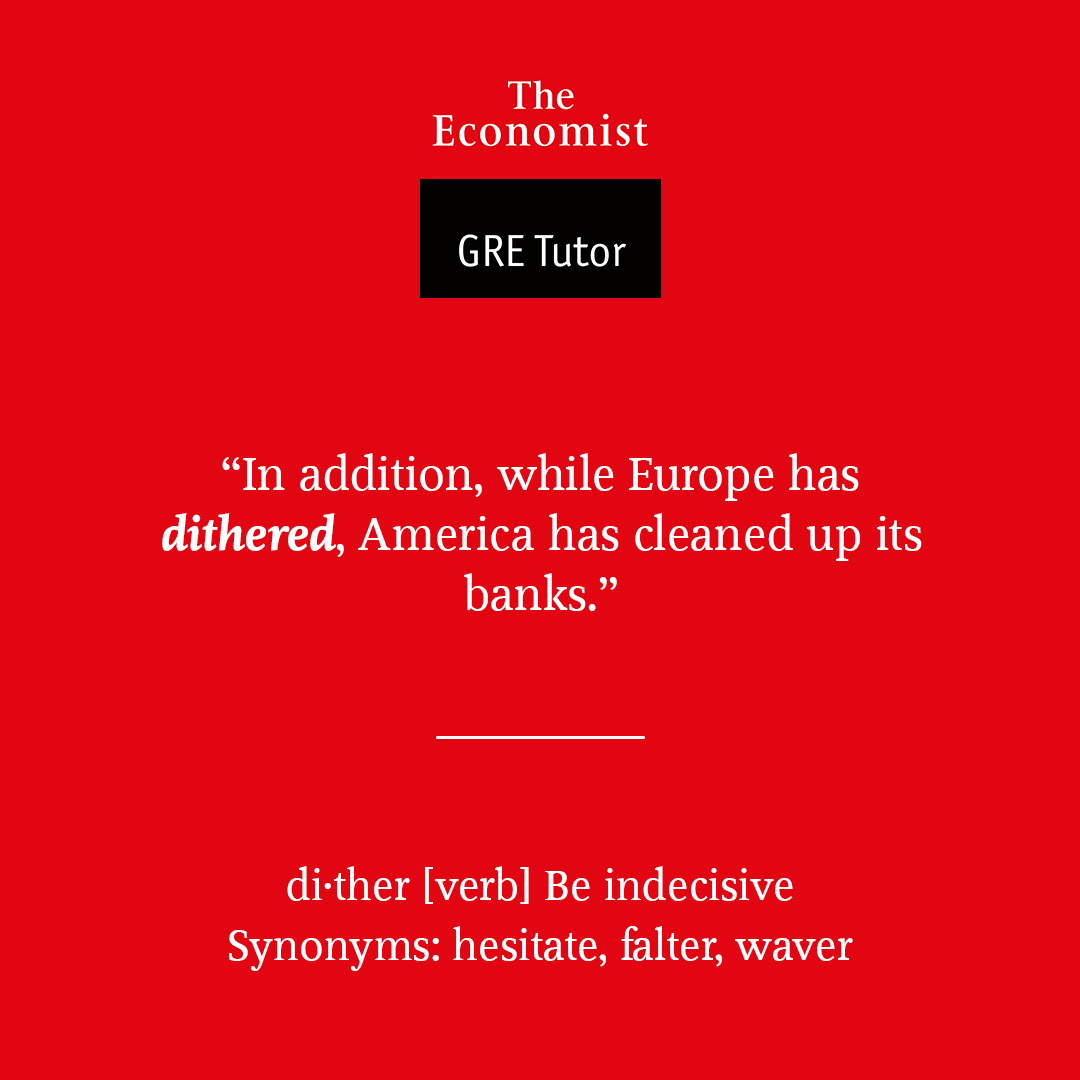 The
Economist
GRE Tutor
“In addition, while Europe has
dithered, America has cleaned up its
banks.”
di·ther [verb] Be indecisive
Synonyms: hesitate, falter, waver